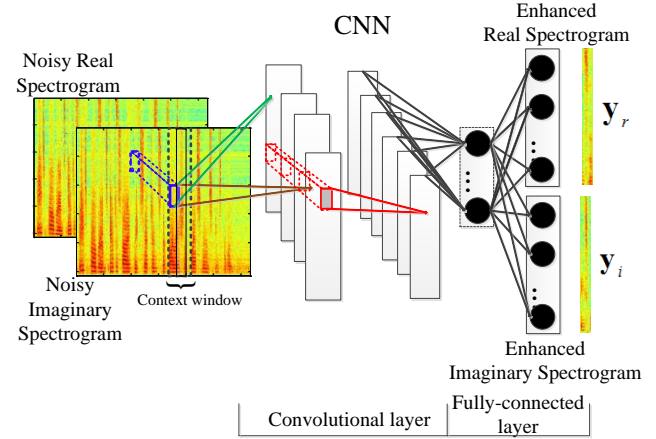 CNN
Enhanced
Real Spectrogram
Noisy Real
Spectrogram
y r
y i
Noisy
Imaginary
Spectrogram
Context window
Enhanced
Imaginary Spectrogram
Convolutional layer
Fully-connected
layer